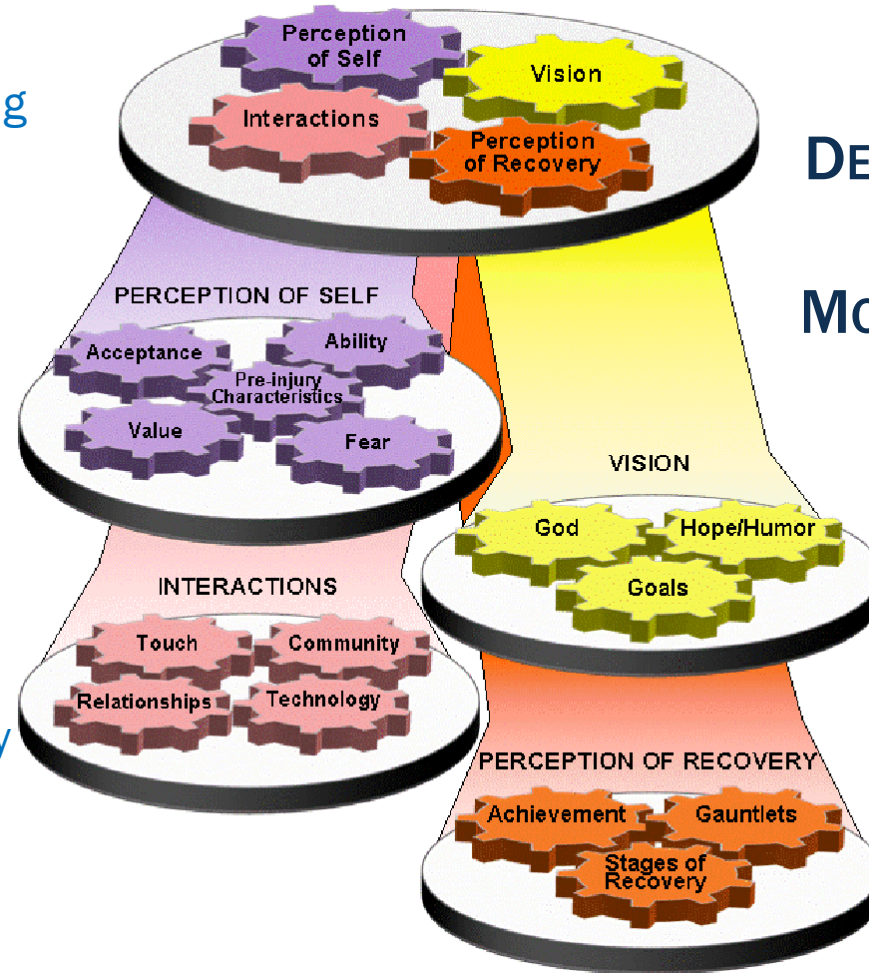 Perception
of Self
Vision
Interactions
Perception
of Recovery
PERCEPTION OF SELF
Acceptance
Ability
Pre-injury
Characteristics
Value
Fear
VISION
God
Hope/Humor
Goals
INTERACTIONS
Touch
Community
Relationships
Technology
PERCEPTION OF RECOVERY
Achievement
Gauntlets
Stages of
Recovery